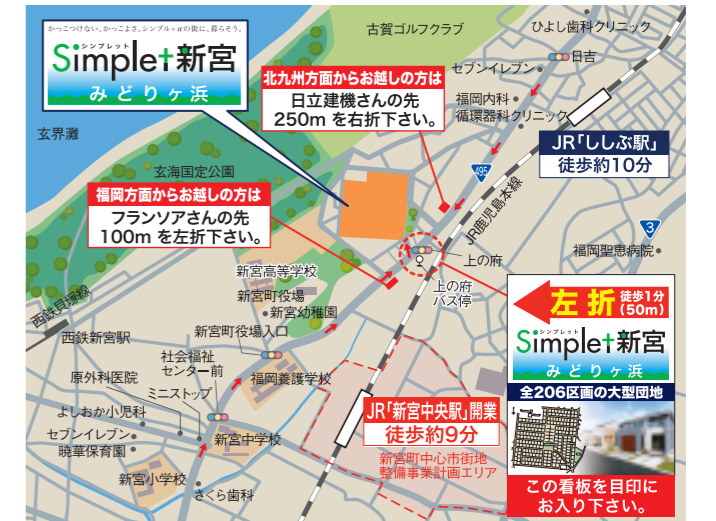 かっこつけない、かっこよさ。シンプル+αの街に、暮らそう。
シンプレット
Simplet新宮
みどりヶ浜
古賀ゴルフクラブ
ひよし歯科クリニック
日吉
セブンイレブン
福岡内科
循環器科クリニック
北九州方面からお越しの方は
日立建機さんの先
250m を右折下さい。
JR「ししぶ駅」
徒歩約10分
玄界灘
玄海国定公園
495
JR鹿児島本線
福岡方面からお越しの方は
フランソアさんの先
100m を左折下さい。
3
福岡聖恵病院
上の府
上の府
バス停
新宮高等学校
新宮町役場
新宮幼稚園
西鉄貝塚線
西鉄新宮駅
新宮町役場入口
社会福祉
センター前
福岡養護学校
原外科医院
ミニストップ
よしおか小児科
セブンイレブン
暁華保育園
新宮中学校
新宮小学校
さくら歯科
JR「新宮中央駅」開業
徒歩約9分
新宮町中心市街地
整備事業計画エリア
左折
徒歩1分
(50m)
シンプレット
Simplet新宮
みどりヶ浜
全206区画の大型団地
この看板を目印に
お入り下さい。